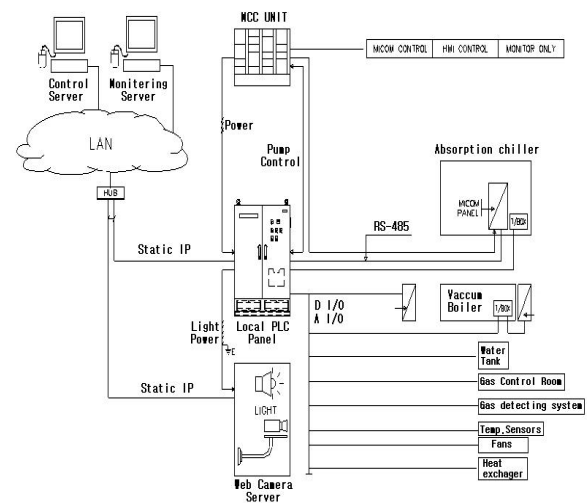 MCC UNIT
MICOM CONTROL
HMI CONTROL
MONITOR ONLY
Control
Server
Monitering
Server
LAN
HUB
Power
Pump
Control
Absorption chiller
MICOM
PANEL
T/BOX
RS-485
Static IP
D I/O
A I/O
Vaccum
Boiler
T/BOX
Light
Power
E
Local PLC
Panel
Water
Tank
Gas Control Room
Static IP
LIGHT
Gas detecting system
Temp.Sensors
Fans
Heat
exchager
Web Camera
Server